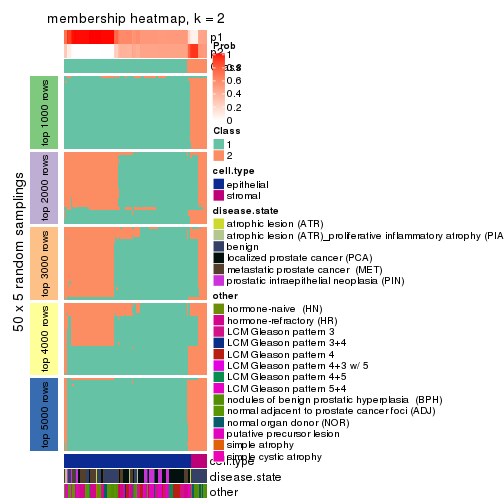 membership heatmap, k = 2
p1
p2
Prob
Class
1
0.8
0.6
0.4
0.2
0
Class
1
2
cell.type
epithelial
stromal
disease.state
atrophic lesion (ATR)
atrophic lesion (ATR)_proliferative inflammatory atrophy (PIA
benign
localized prostate cancer (PCA)
metastatic prostate cancer (MET)
prostatic intraepithelial neoplasia (PIN)
other
hormone-naive (HN)
hormone-refractory (HR)
LCM Gleason pattern 3
LCM Gleason pattern 3+4
LCM Gleason pattern 4
LCM Gleason pattern 4+3 w/ 5
LCM Gleason pattern 4+5
LCM Gleason pattern 5+4
nodules of benign prostatic hyperplasia (BPH)
normal adjacent to prostate cancer foci (ADJ)
normal organ donor (NOR)
putative precursor lesion
simple atrophy
simple cystic atrophy
50 x 5 random samplings
top 1000 rows
top 2000 rows
top 3000 rows
top 4000 rows
top 5000 rows
cell.type
disease.state
other